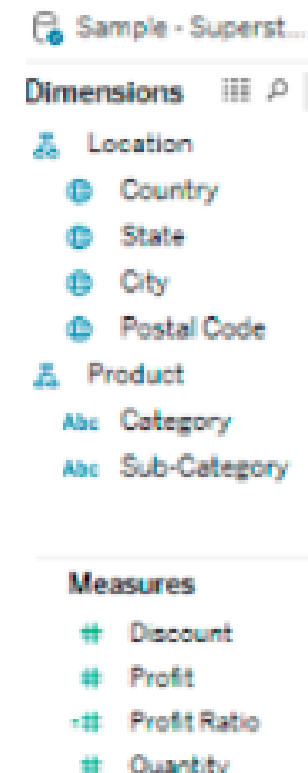 Sample - Superst...
Dimensions
Location
Country
State
City
Postal Code
Product
Abc Category
Abc Sub-Category
Measures
# Discount
# Profit
=# Profit Ratio
# Quantity